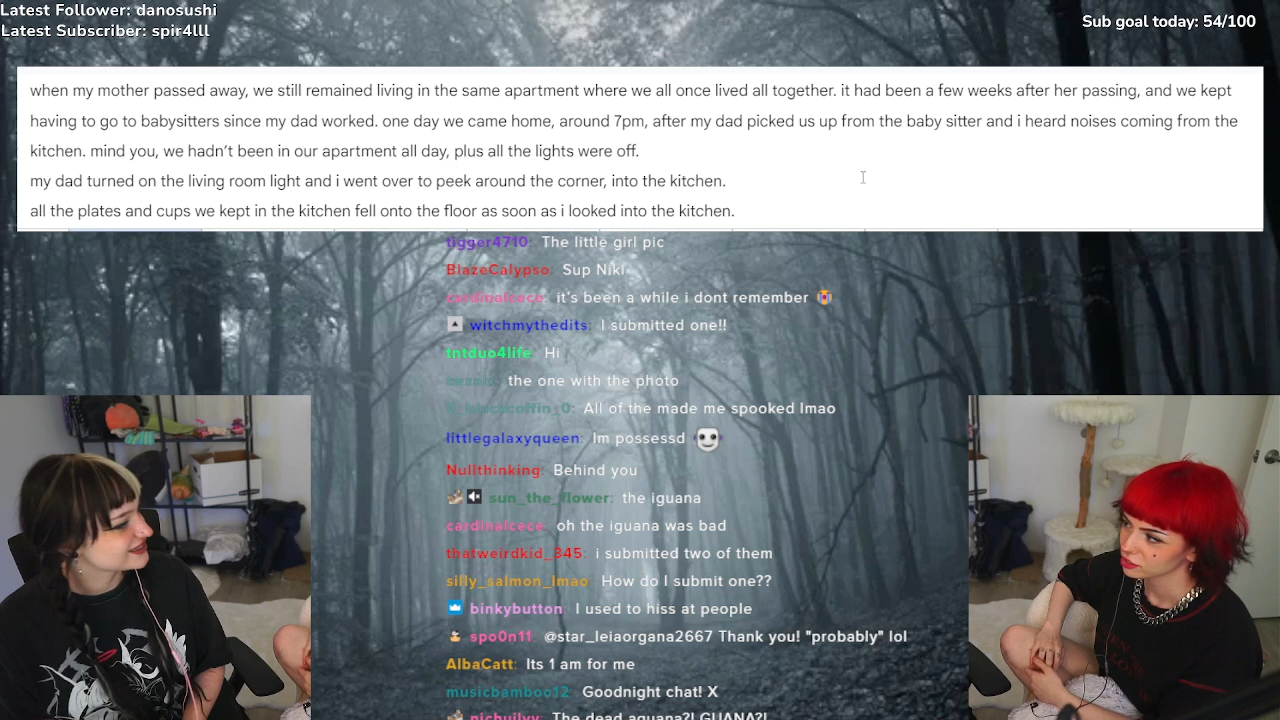 Latest Follower: danosushi
Latest Subscriber: spir4lll
Sub goal today: 54/100
when my mother passed away, we still remained living in the same apartment where we all once lived all together. it had been a few weeks after her passing, and we kept
having to go to babysitters since my dad worked. one day we came home, around 7pm, after my dad picked us up from the baby sitter and i heard noises coming from the
kitchen. mind you, we hadn't been in our apartment all day, plus all the lights were off.
my dad turned on the living room light and i went over to peek around the corner, into the kitchen.
all the plates and cups we kept in the kitchen fell onto the floor as soon as i looked into the kitchen.
tigger4710: The little girl pic
BlazeCalypso: Sup Niki
cardinalcece: it's been a while i dont remember
witchmythedits: I submitted one!!
tntduo4life: Hi
the one with the photo
All of the made me spooked lmao
littlegalaxyqueen: Im possessd
Nullthinking: Behind you
sun_the_flower: the iguana
cardinalcece: oh the iguana was bad
thatweirdkid_345: i submitted two of them
silly_salmon_lmao: How do I submit one??
binkybutton: I used to hiss at people
spo0n11: @star_leiaorgana2667 Thank you! "probably" lol
AlbaCatt: Its 1 am for me
musicbamboo12: Goodnight chat! X
The dead aguana?! GUANA?!